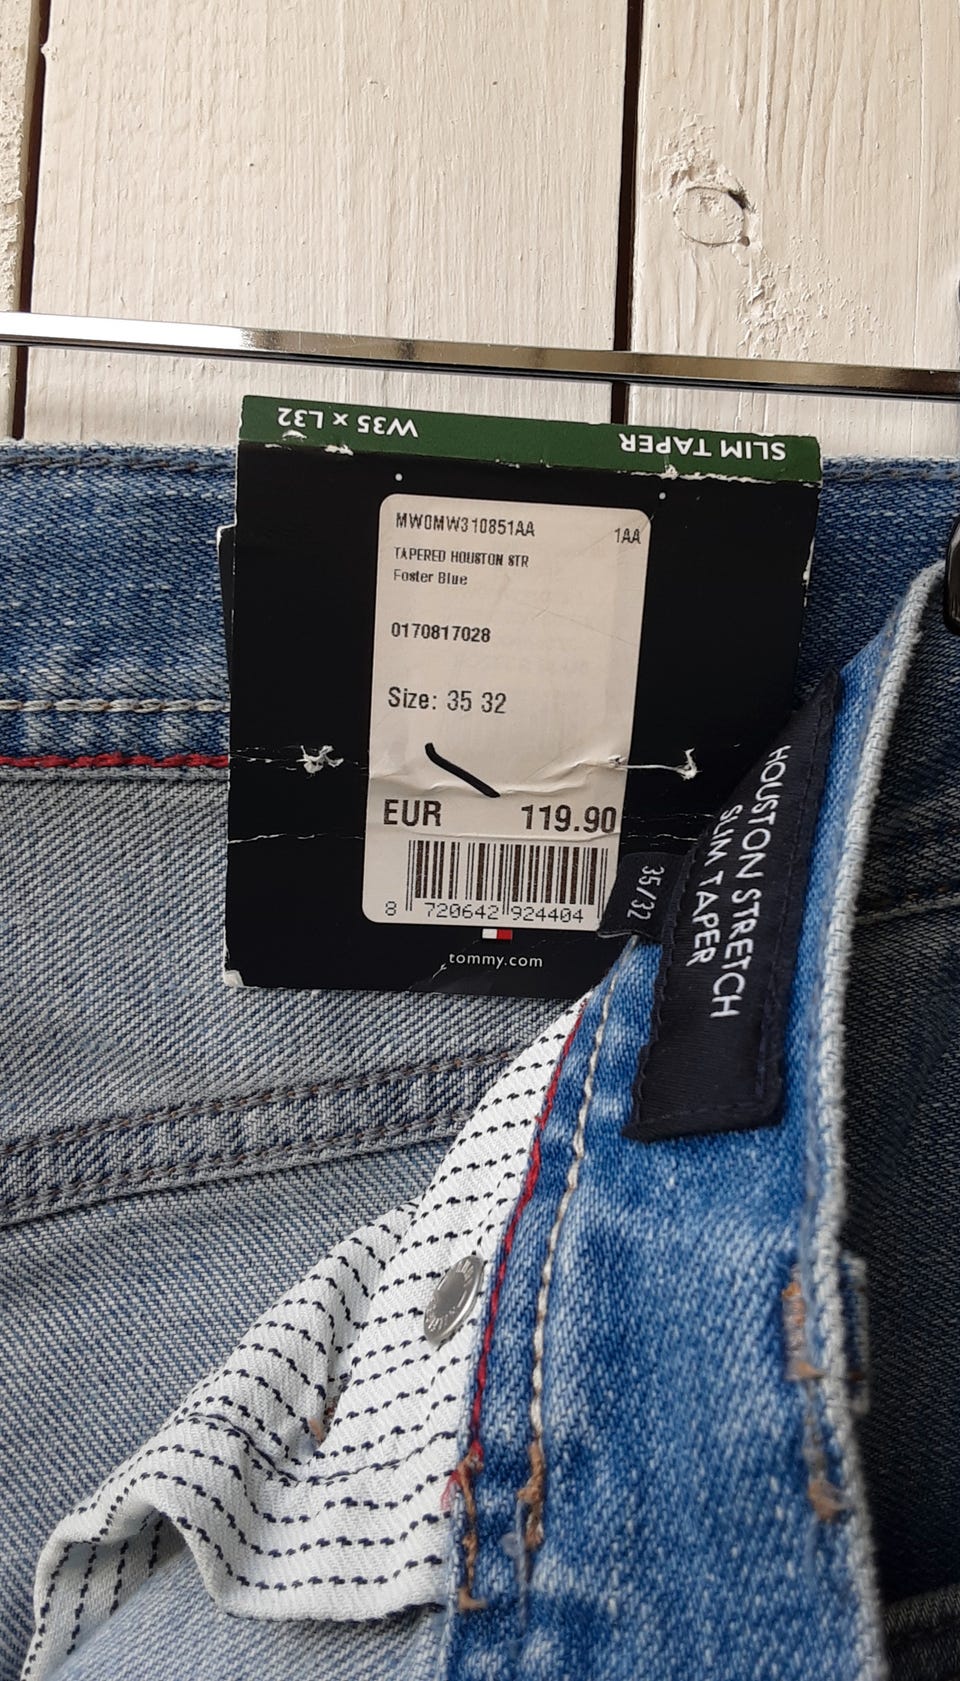 SLIM TAPER W35 x L32
MW0MW310851AA 1AA
TAPERED HOUSTON STR
Foster Blue
0170817028
Size: 35 32
EUR 119.90
8 720642 924404
tommy.com
35/32
HOUSTON STRETCH
SLIM TAPER